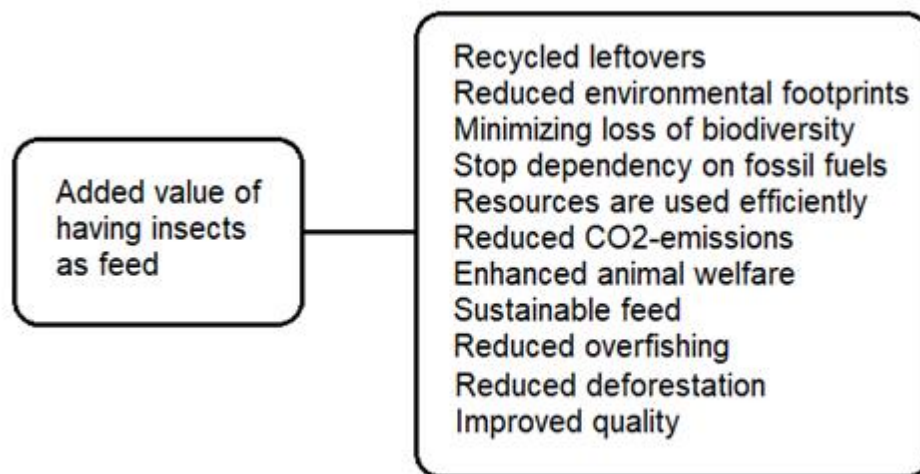 Added value of
having insects
as feed
Recycled leftovers
Reduced environmental footprints
Minimizing loss of biodiversity
Stop dependency on fossil fuels
Resources are used efficiently
Reduced CO2-emissions
Enhanced animal welfare
Sustainable feed
Reduced overfishing
Reduced deforestation
Improved quality